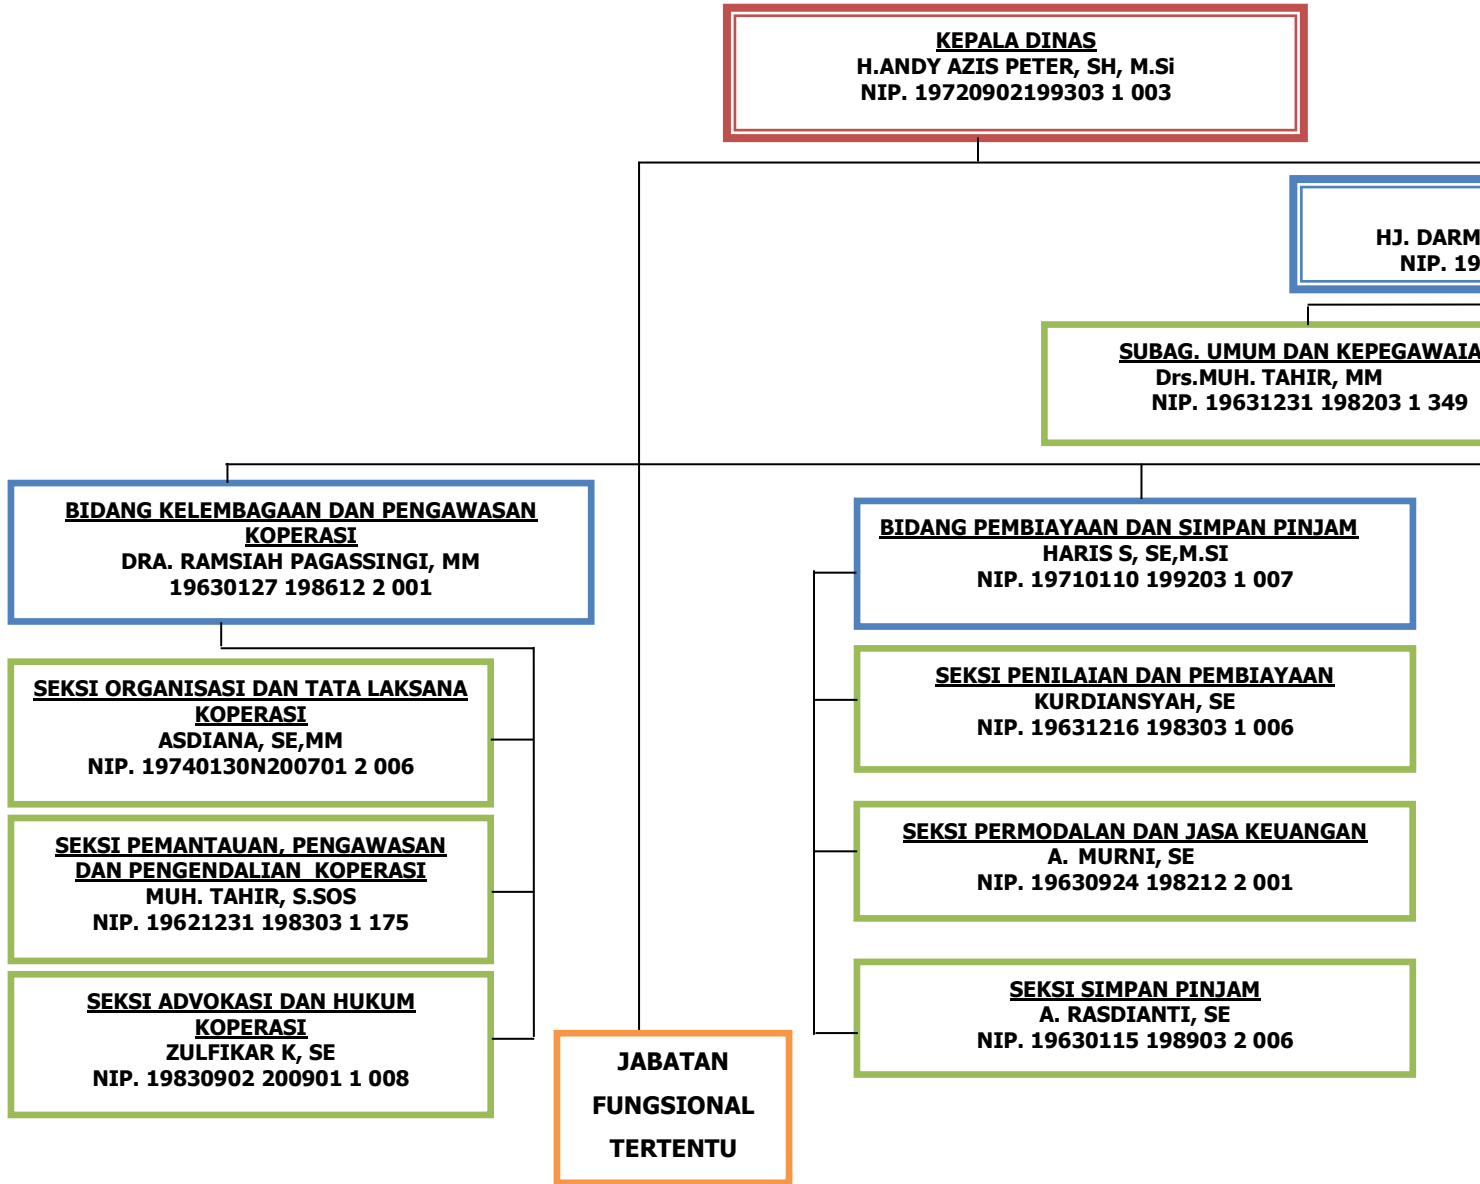 KEPALA DINAS
H.ANDY AZIS PETER, SH, M.Si
NIP. 19720902199303 1 003
HJ. DARM
NIP. 19
SUBAG. UMUM DAN KEPEGAWAIA
Drs.MUH. TAHIR, MM
NIP. 19631231 198203 1 349
BIDANG KELEMBAGAAN DAN PENGAWASAN
KOPERASI
DRA. RAMSIAH PAGASSINGI, MM
19630127 198612 2 001
SEKSI ORGANISASI DAN TATA LAKSANA
KOPERASI
ASDIANA, SE,MM
NIP. 19740130N200701 2 006
SEKSI PEMANTAUAN, PENGAWASAN
DAN PENGENDALIAN  KOPERASI
MUH. TAHIR, S.SOS
NIP. 19621231 198303 1 175
SEKSI ADVOKASI DAN HUKUM
KOPERASI
ZULFIKAR K, SE
NIP. 19830902 200901 1 008
JABATAN
FUNGSIONAL
TERTENTU
BIDANG PEMBIAYAAN DAN SIMPAN PINJAM
HARIS S, SE,M.SI
NIP. 19710110 199203 1 007
SEKSI PENILAIAN DAN PEMBIAYAAN
KURDIANSYAH, SE
NIP. 19631216 198303 1 006
SEKSI PERMODALAN DAN JASA KEUANGAN
A. MURNI, SE
NIP. 19630924 198212 2 001
SEKSI SIMPAN PINJAM
A. RASDIANTI, SE
NIP. 19630115 198903 2 006